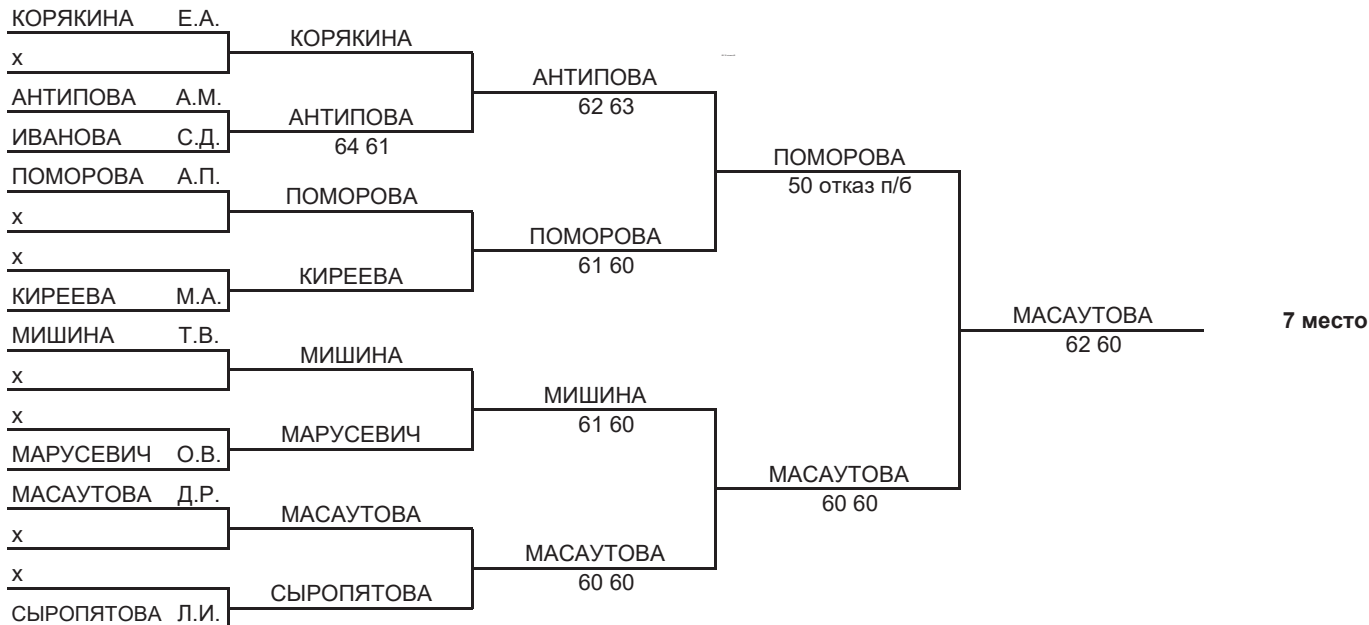 КОРЯКИНА Е.А.
КОРЯКИНА
х
АНТИПОВА
62 63
АНТИПОВА А.М.
АНТИПОВА
64 61
ИВАНОВА С.Д.
ПОМОРОВА
50 отказ п/б
ПОМОРОВА А.П.
ПОМОРОВА
х
ПОМОРОВА
61 60
х
КИРЕЕВА
КИРЕЕВА М.А.
МАСАУТОВА
62 60
7 место
МИШИНА Т.В.
МИШИНА
х
МИШИНА
61 60
х
МАРУСЕВИЧ
МАРУСЕВИЧ О.В.
МАСАУТОВА
60 60
МАСАУТОВА Д.Р.
МАСАУТОВА
х
МАСАУТОВА
60 60
х
СЫРОПЯТОВА
СЫРОПЯТОВА Л.И.